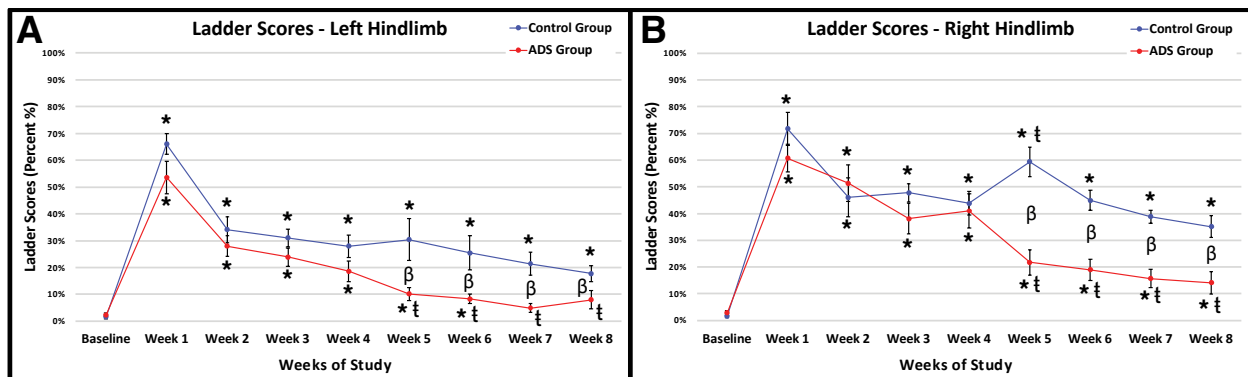 A
Ladder Scores - Left Hindlimb
Control Group
ADS Group
Ladder Scores (Percent %)
100%
90%
80%
70%
60%
50%
40%
30%
20%
10%
0%
* * * * * * * *
* * * *
β β β β
* ‡ * ‡ ‡ ‡
Baseline Week 1 Week 2 Week 3 Week 4 Week 5 Week 6 Week 7 Week 8
Weeks of Study
B
Ladder Scores - Right Hindlimb
Control Group
ADS Group
Ladder Scores (Percent %)
100%
90%
80%
70%
60%
50%
40%
30%
20%
10%
0%
* * * * * ‡ * * *
* * * *
β β β β
* ‡ * ‡ * ‡ * ‡
Baseline Week 1 Week 2 Week 3 Week 4 Week 5 Week 6 Week 7 Week 8
Weeks of Study